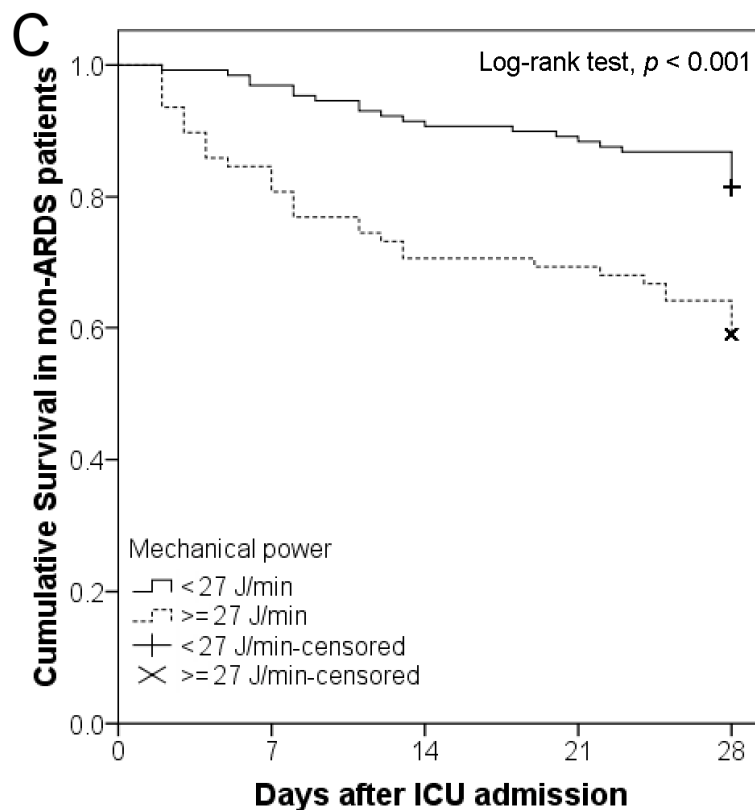 C
Log-rank test, p < 0.001
Cumulative Survival in non-ARDS patients
1.0
0.8
0.6
0.4
0.2
0.0
Mechanical power
< 27 J/min
>= 27 J/min
< 27 J/min-censored
>= 27 J/min-censored
0 7 14 21 28
Days after ICU admission